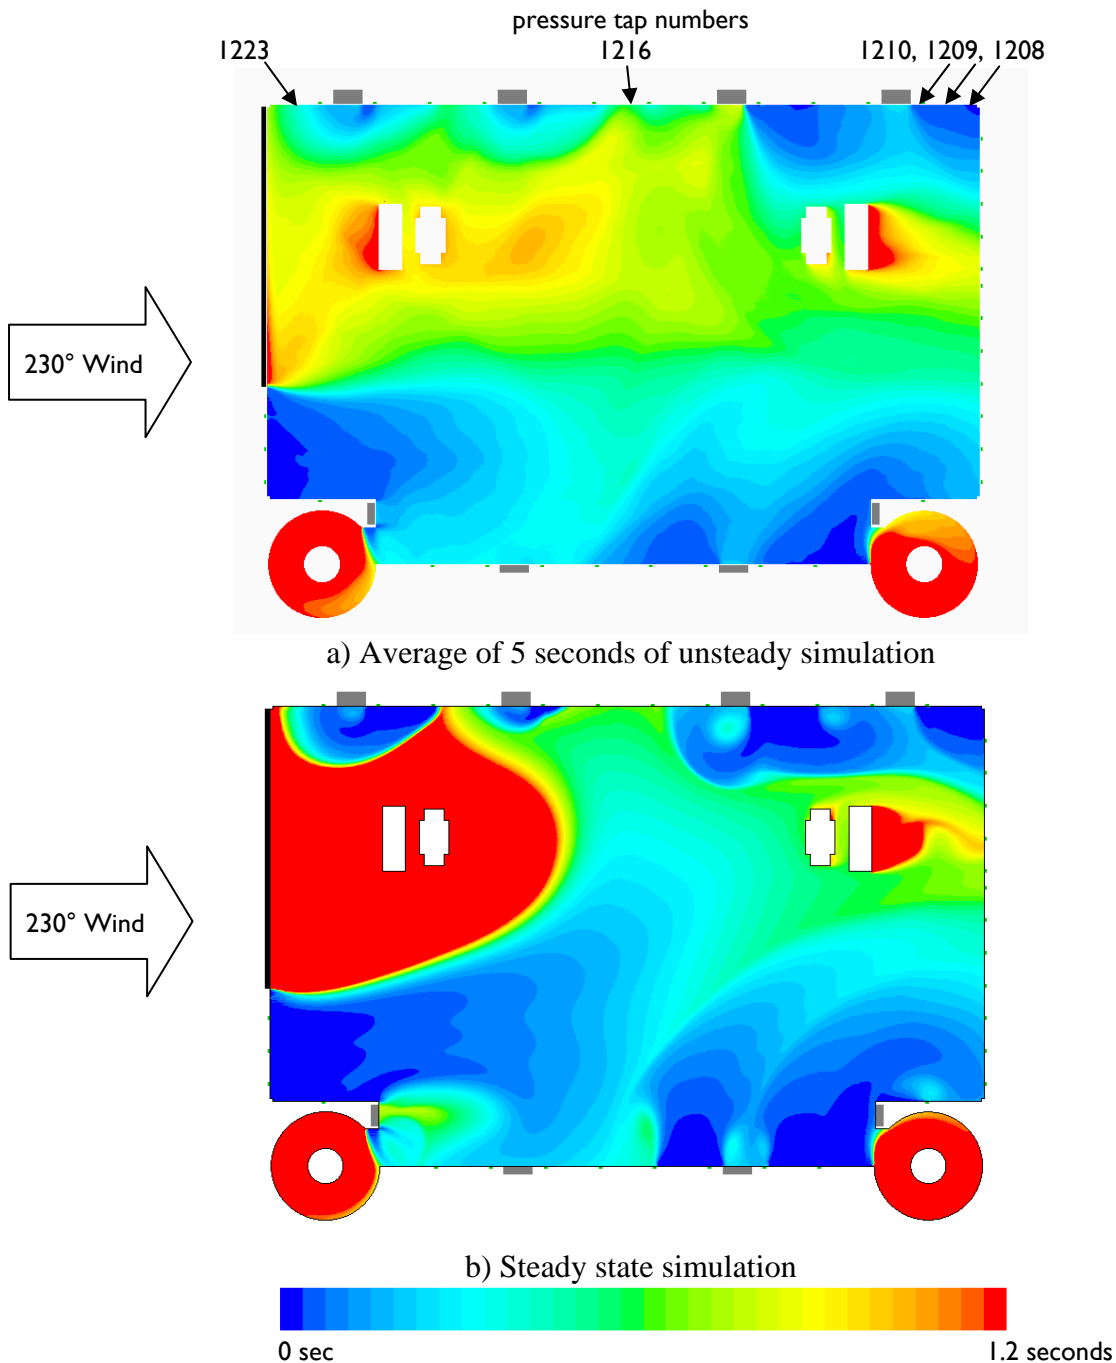 pressure tap numbers
1223 1216 1210, 1209, 1208
230° Wind
a) Average of 5 seconds of unsteady simulation
230° Wind
b) Steady state simulation
0 sec 1.2 seconds